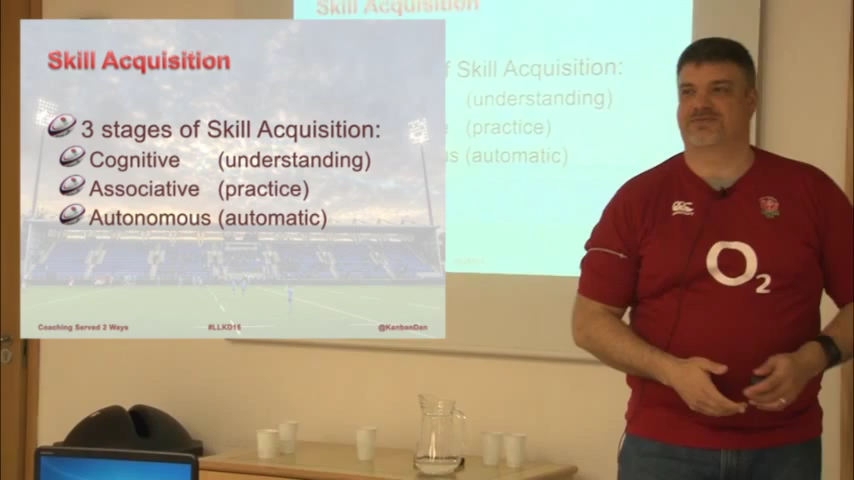 Skill Acquisition
3 stages of Skill Acquisition:
Cognitive (understanding)
Associative (practice)
Autonomous (automatic)
Coaching Served 2 Ways #LLKD16 @KanbanDan
Skill Acquisition
f Skill Acquisition:
(understanding)
(practice)
us (automatic)
O2